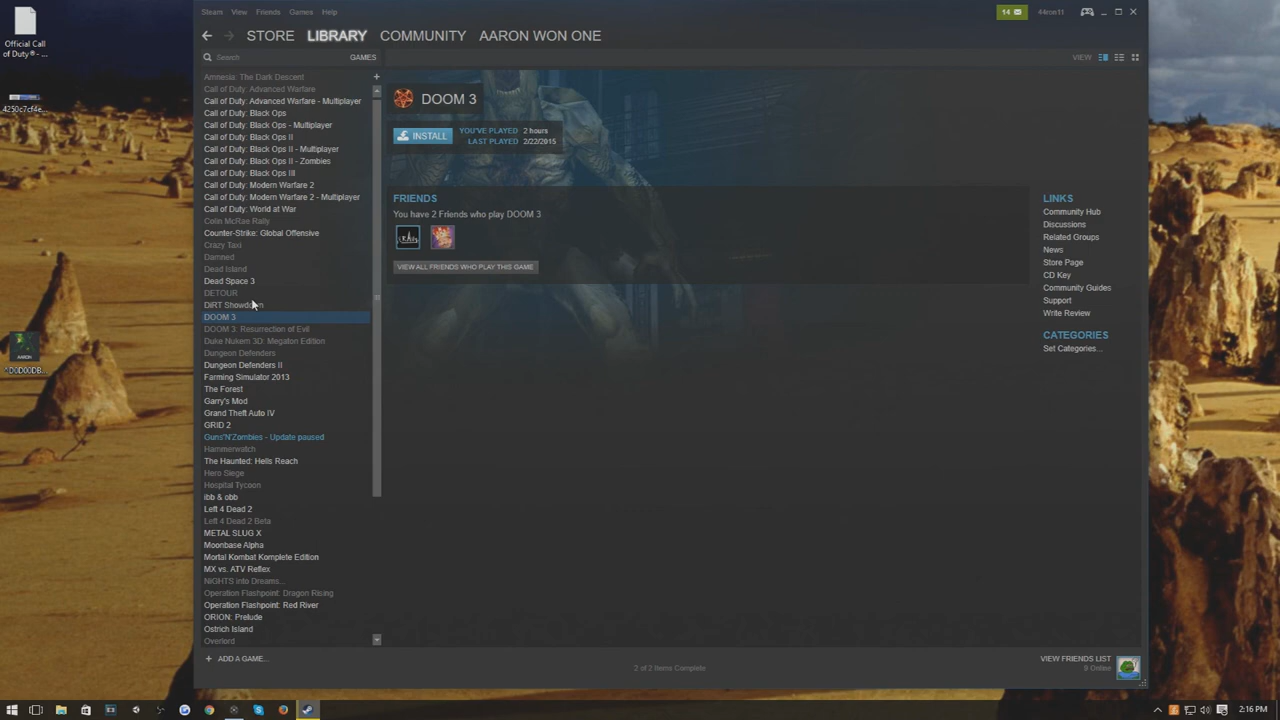 Official Call
of Duty® - ...
4250c7cf4e...
Steam View Friends Games Help
14
44ron11
STORE LIBRARY COMMUNITY AARON WON ONE
Search GAMES
VIEW
Amnesia: The Dark Descent
Call of Duty: Advanced Warfare
Call of Duty: Advanced Warfare - Multiplayer
Call of Duty: Black Ops
Call of Duty: Black Ops - Multiplayer
Call of Duty: Black Ops II
Call of Duty: Black Ops II - Multiplayer
Call of Duty: Black Ops II - Zombies
Call of Duty: Black Ops III
Call of Duty: Modern Warfare 2
Call of Duty: Modern Warfare 2 - Multiplayer
Call of Duty: World at War
Colin McRae Rally
Counter-Strike: Global Offensive
Crazy Taxi
Damned
Dead Island
Dead Space 3
DETOUR
DiRT Showdown
DOOM 3
DOOM 3: Resurrection of Evil
Duke Nukem 3D: Megaton Edition
Dungeon Defenders
Dungeon Defenders II
Farming Simulator 2013
The Forest
Garry's Mod
Grand Theft Auto IV
GRID 2
Guns'N'Zombies - Update paused
Hammerwatch
The Haunted: Hells Reach
Hero Siege
Hospital Tycoon
ibb & obb
Left 4 Dead 2
Left 4 Dead 2 Beta
METAL SLUG X
Moonbase Alpha
Mortal Kombat Komplete Edition
MX vs. ATV Reflex
NiGHTS into Dreams...
Operation Flashpoint: Dragon Rising
Operation Flashpoint: Red River
ORION: Prelude
Ostrich Island
Overlord
DOOM 3
INSTALL
YOU'VE PLAYED 2 hours
LAST PLAYED 2/22/2015
FRIENDS
You have 2 Friends who play DOOM 3
VIEW ALL FRIENDS WHO PLAY THIS GAME
LINKS
Community Hub
Discussions
Related Groups
News
Store Page
CD Key
Community Guides
Support
Write Review
CATEGORIES
Set Categories...
AARON
ADD A GAME...
2 of 2 Items Complete
VIEW FRIENDS LIST
9 Online
2:16 PM